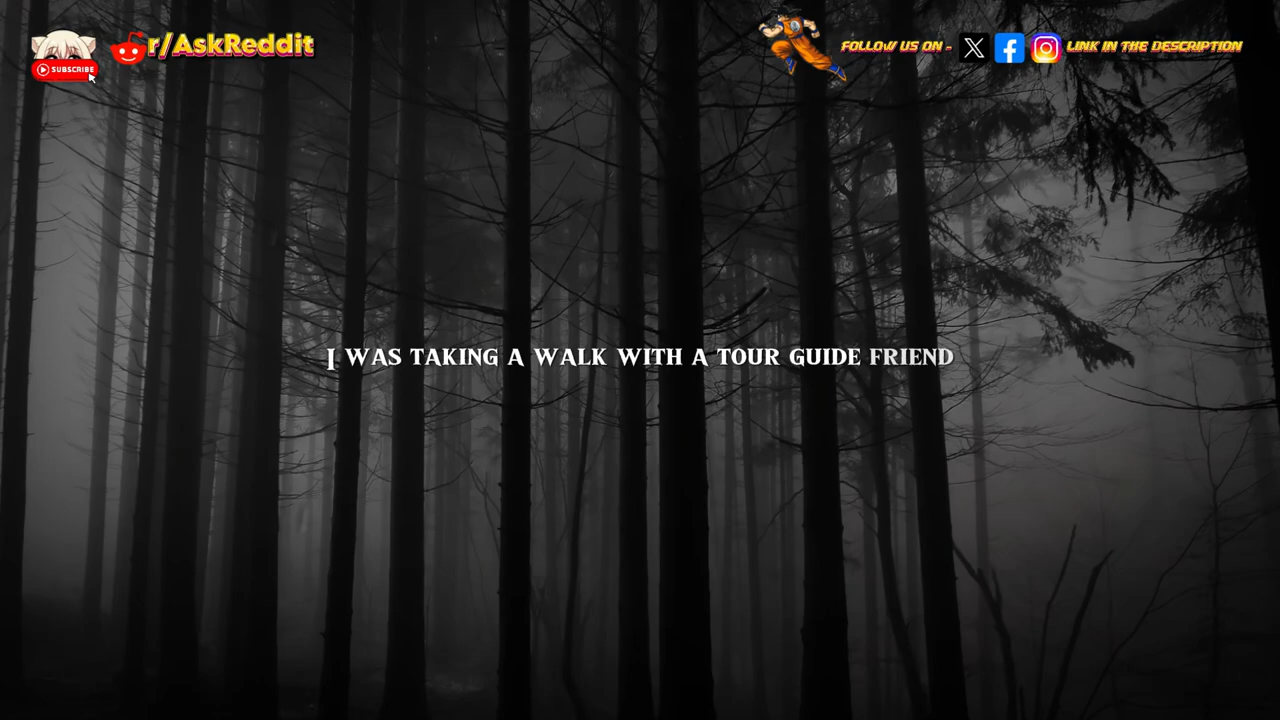 r/AskReddit
SUBSCRIBE
FOLLOW US ON -
LINK IN THE DESCRIPTION
I WAS TAKING A WALK WITH A TOUR GUIDE FRIEND